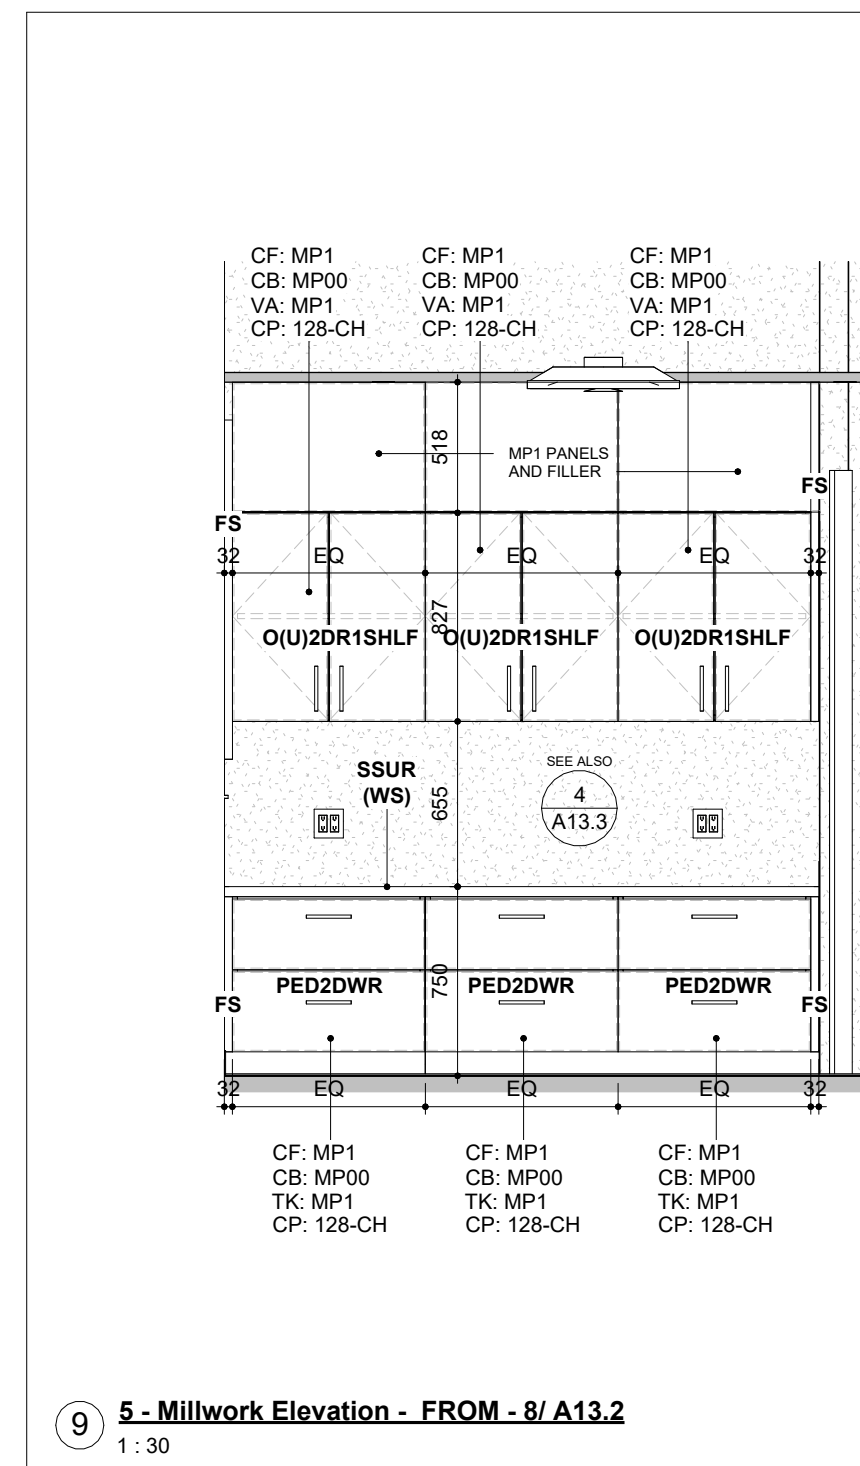 CF: MP1
CB: MP00
VA: MP1
CP: 128-CH
CF: MP1
CB: MP00
VA: MP1
CP: 128-CH
CF: MP1
CB: MP00
VA: MP1
CP: 128-CH
518
MP1 PANELS
AND FILLER
FS
FS
32
EQ
EQ
EQ
32
827
O(U)2DR1SHLF
O(U)2DR1SHLF
O(U)2DR1SHLF
SSUR
(WS)
655
SEE ALSO
4
A13.3
750
PED2DWR
PED2DWR
PED2DWR
FS
FS
32
EQ
EQ
EQ
32
CF: MP1
CB: MP00
TK: MP1
CP: 128-CH
CF: MP1
CB: MP00
TK: MP1
CP: 128-CH
CF: MP1
CB: MP00
TK: MP1
CP: 128-CH
9
5 - Millwork Elevation - FROM - 8/ A13.2
1 : 30